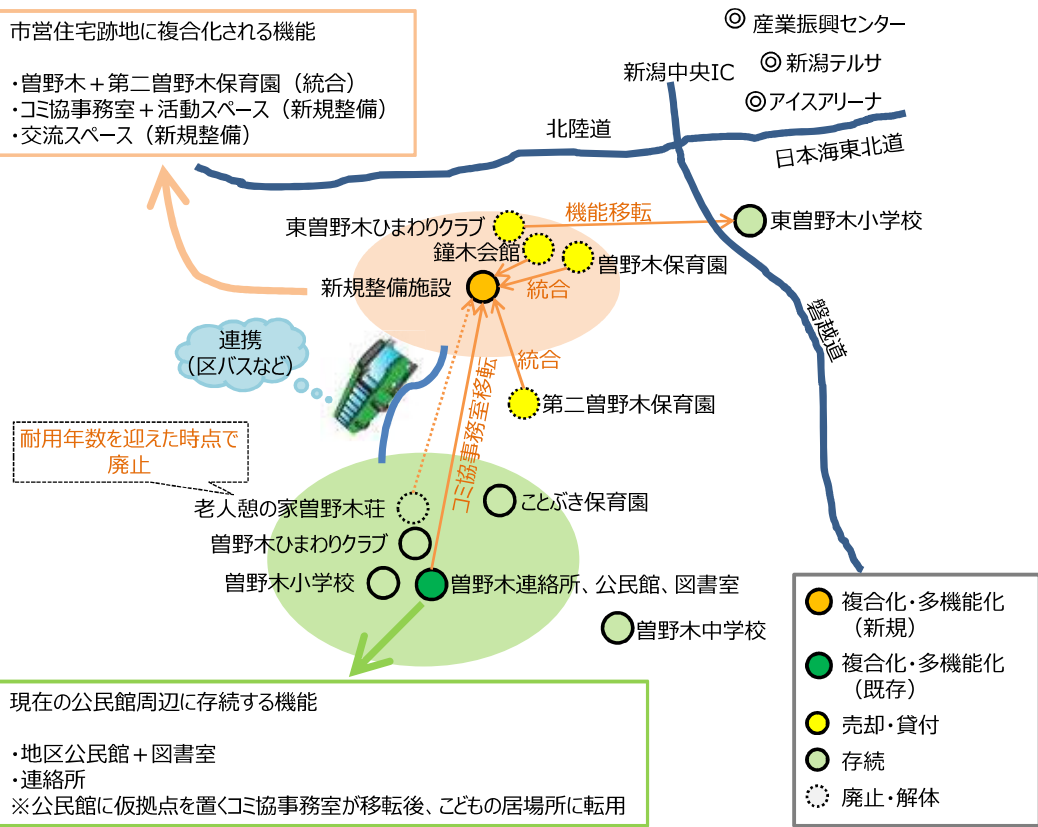 市営住宅跡地に複合化される機能
・曽野木＋第二曽野木保育園（統合）
・コミ協事務室＋活動スペース（新規整備）
・交流スペース（新規整備）
◎ 産業振興センター
◎ 新潟テルサ
◎ アイスアリーナ
新潟中央IC
北陸道
日本海東北道
東曽野木ひまわりクラブ
機能移転
東曽野木小学校
鐘木会館
曽野木保育園
新規整備施設
統合
磐越道
連携
（区バスなど）
統合
コミ協事務室移転
第二曽野木保育園
耐用年数を迎えた時点で
廃止
老人憩の家曽野木荘
ことぶき保育園
曽野木ひまわりクラブ
曽野木小学校
曽野木連絡所、公民館、図書室
曽野木中学校
複合化・多機能化
（新規）
複合化・多機能化
（既存）
売却・貸付
存続
廃止・解体
現在の公民館周辺に存続する機能
・地区公民館＋図書室
・連絡所
※公民館に仮拠点を置くコミ協事務室が移転後、こどもの居場所に転用